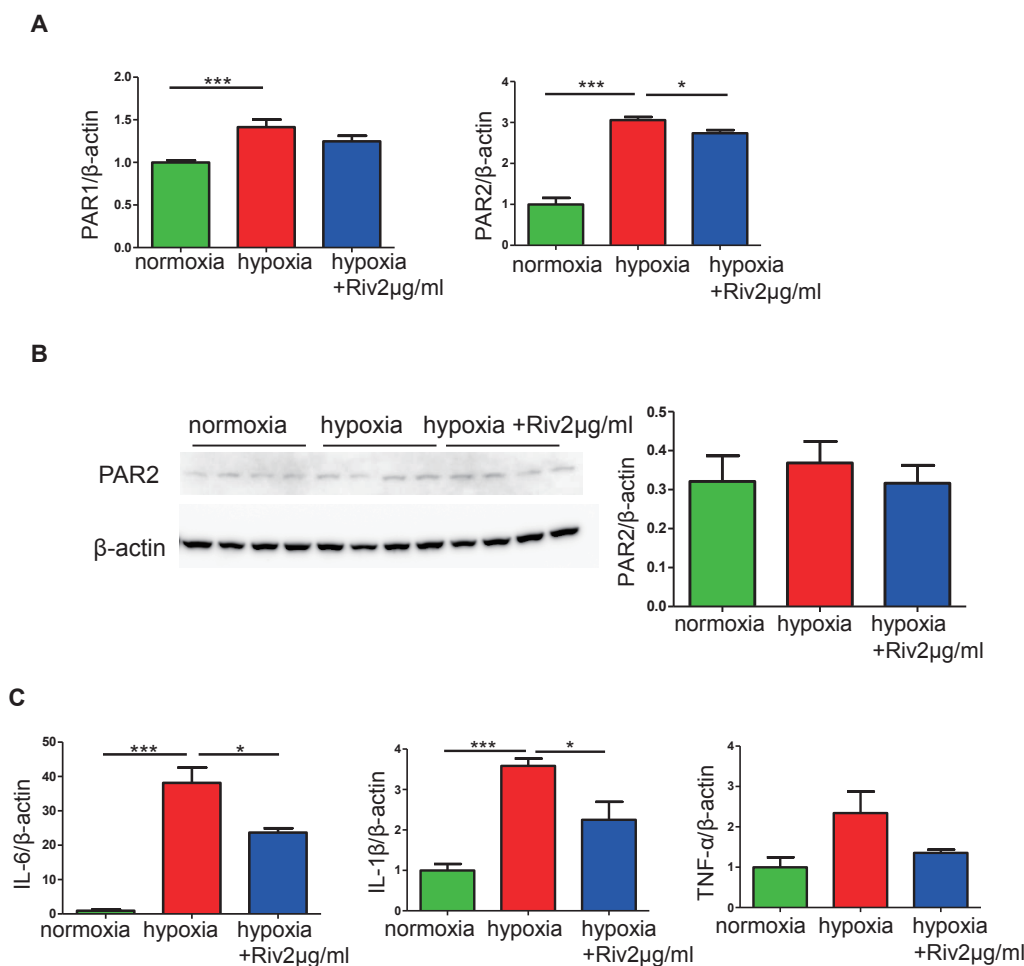 A
PAR1/β-actin
2.0
1.5
1.0
0.5
0.0
***
normoxia
hypoxia
hypoxia
+Riv2μg/ml
PAR2/β-actin
4
3
2
1
0
***
*
normoxia
hypoxia
hypoxia
+Riv2μg/ml
B
normoxia
hypoxia
hypoxia +Riv2μg/ml
PAR2
β-actin
PAR2/β-actin
0.5
0.4
0.3
0.2
0.1
0.0
normoxia
hypoxia
hypoxia
+Riv2μg/ml
C
IL-6/β-actin
50
40
30
20
10
0
***
*
normoxia
hypoxia
hypoxia
+Riv2μg/ml
IL-1β/β-actin
4
3
2
1
0
***
*
normoxia
hypoxia
hypoxia
+Riv2μg/ml
TNF-α/β-actin
4
3
2
1
0
normoxia
hypoxia
hypoxia
+Riv2μg/ml